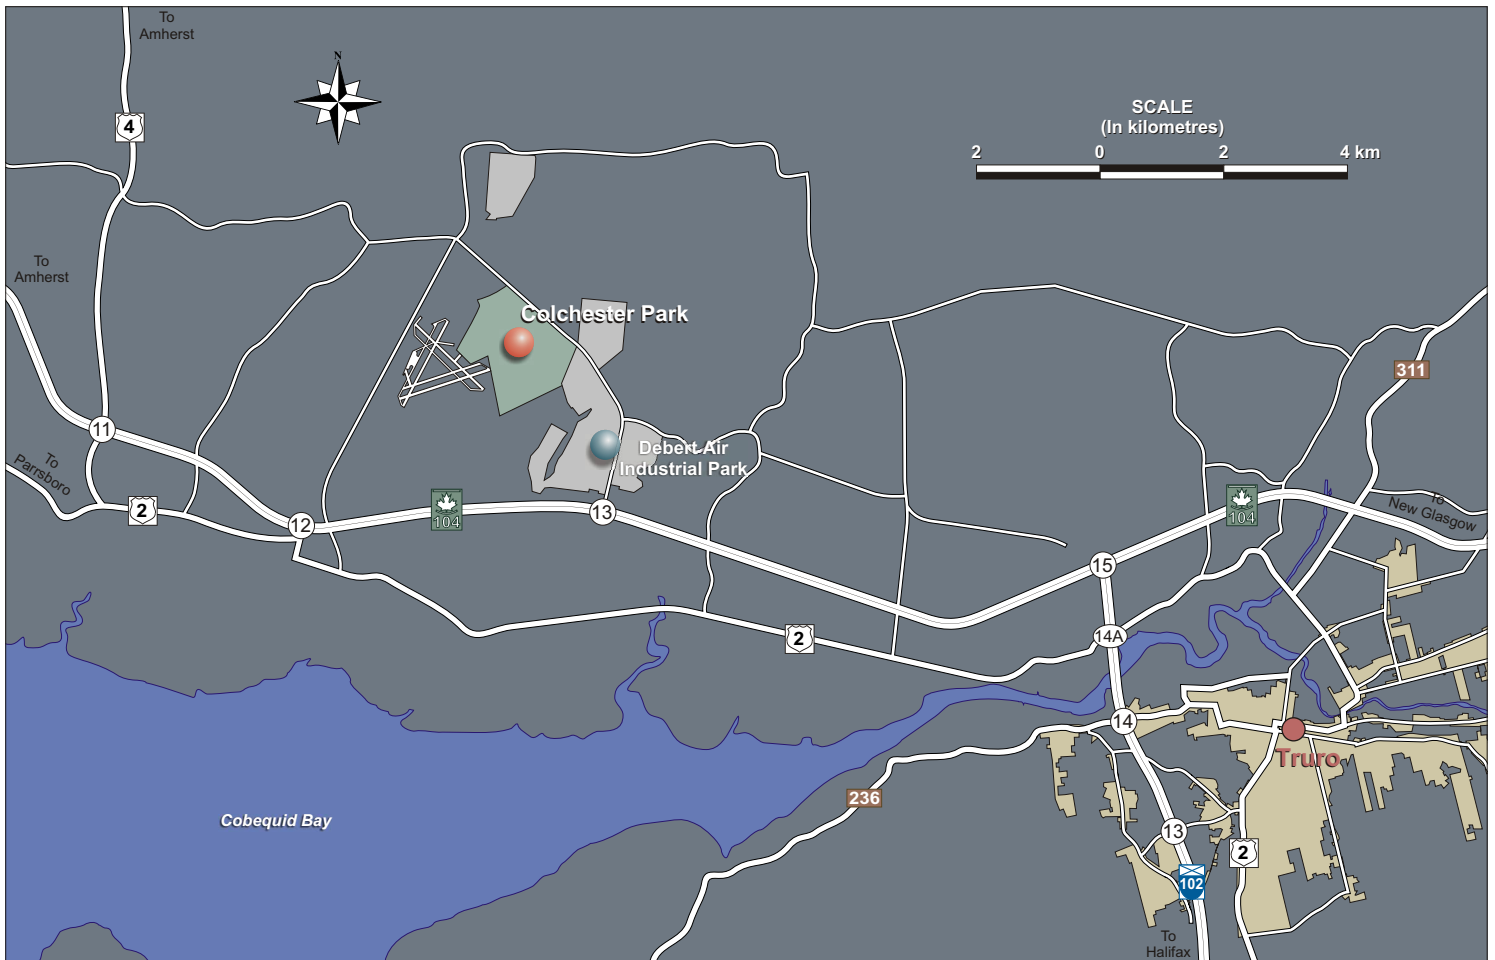 To
Amherst
N
4
SCALE
(In kilometres)
2 0 2 4 km
To
Amherst
Colchester Park
311
11
Debert Air
Industrial Park
To
Parrsboro
2
12
104
13
104
To
New Glasgow
15
14A
2
14
Truro
236
Cobequid Bay
13
2
102
To
Halifax